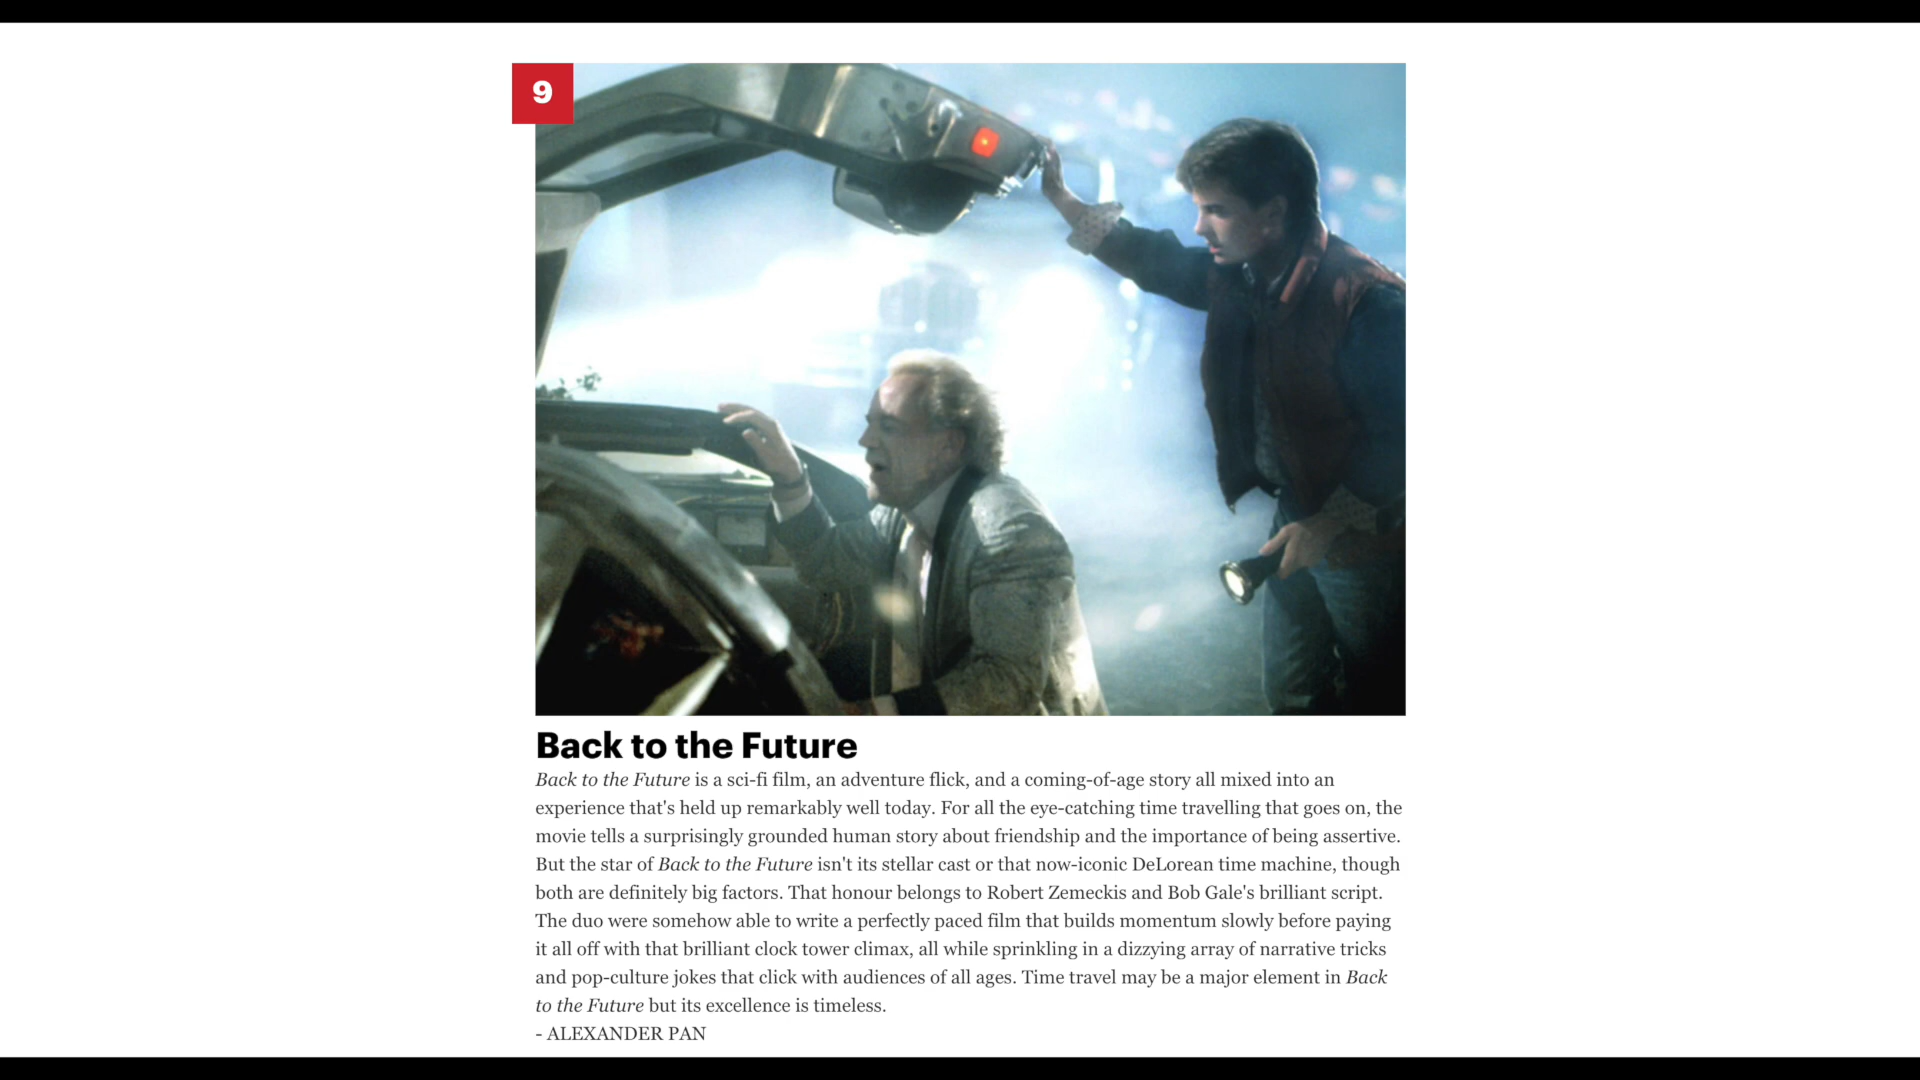 9
Back to the Future
Back to the Future is a sci-fi film, an adventure flick, and a coming-of-age story all mixed into an
experience that's held up remarkably well today. For all the eye-catching time travelling that goes on, the
movie tells a surprisingly grounded human story about friendship and the importance of being assertive.
But the star of Back to the Future isn't its stellar cast or that now-iconic DeLorean time machine, though
both are definitely big factors. That honour belongs to Robert Zemeckis and Bob Gale's brilliant script.
The duo were somehow able to write a perfectly paced film that builds momentum slowly before paying
it all off with that brilliant clock tower climax, all while sprinkling in a dizzying array of narrative tricks
and pop-culture jokes that click with audiences of all ages. Time travel may be a major element in Back
to the Future but its excellence is timeless.
- ALEXANDER PAN